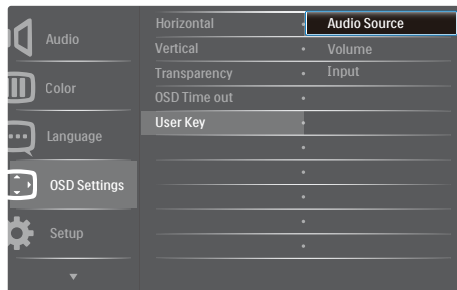 Audio
Color
Language
OSD Settings
Setup
Horizontal
Vertical
Transparency
OSD Time out
User Key
Audio Source
Volume
Input